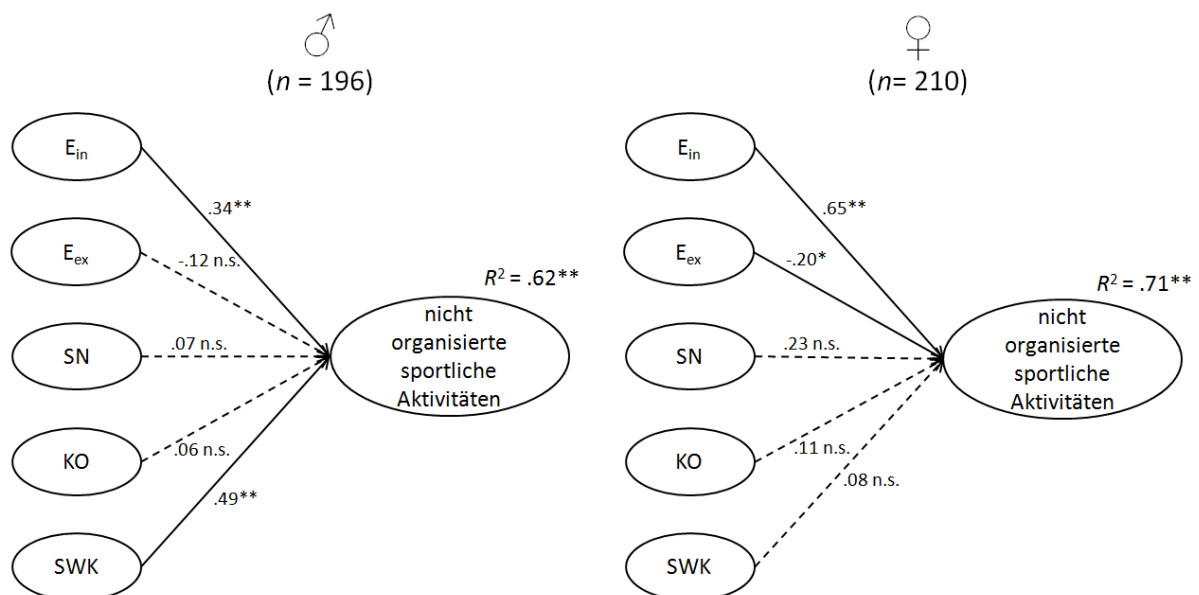 ♂
(n = 196)
E_in
.34**
E_ex
-.12 n.s.
R² = .62**
SN
.07 n.s.
nicht
organisierte
sportliche
Aktivitäten
KO
.06 n.s.
.49**
SWK
♀
(n= 210)
E_in
.65**
E_ex
-.20*
R² = .71**
SN
.23 n.s.
nicht
organisierte
sportliche
Aktivitäten
KO
.11 n.s.
.08 n.s.
SWK